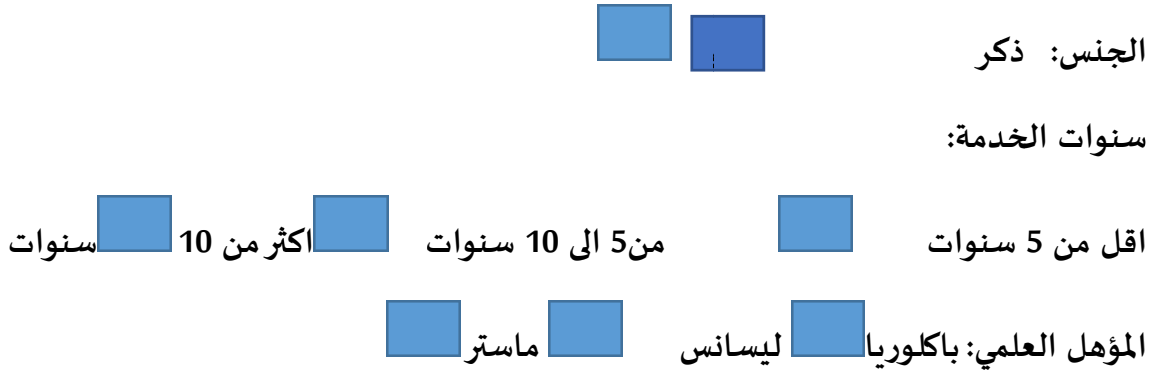 الجنس: ذكر
سنوات الخدمة:
اقل من 5 سنوات من5 الى 10 سنوات اكثر من 10 سنوات
المؤهل العلمي: باكلوريا ليسانس ماستر